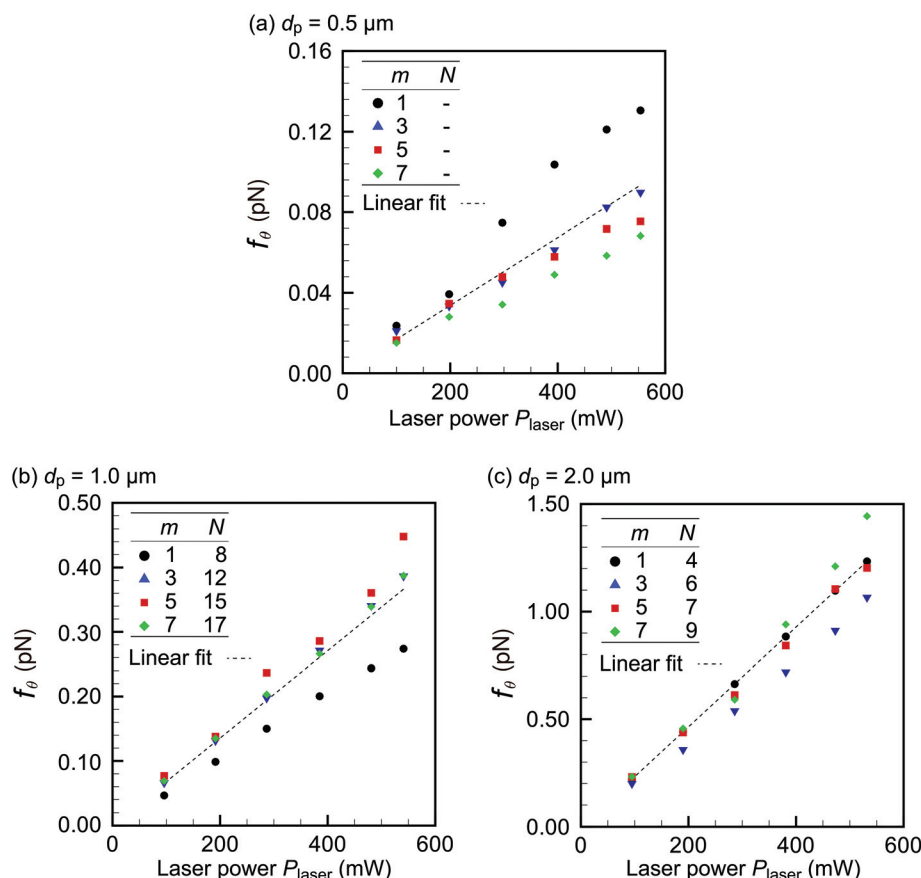 (a) dp = 0.5 µm
0.16
0.12
0.08
0.04
0.00
fθ (pN)
m N
1 -
3 -
5 -
7 -
Linear fit
0 200 400 600
Laser power Plaser (mW)
(b) dp = 1.0 µm
0.50
0.40
0.30
0.20
0.10
0.00
fθ (pN)
m N
1 8
3 12
5 15
7 17
Linear fit
0 200 400 600
Laser power Plaser (mW)
(c) dp = 2.0 µm
1.50
1.00
0.50
0.00
fθ (pN)
m N
1 4
3 6
5 7
7 9
Linear fit
0 200 400 600
Laser power Plaser (mW)